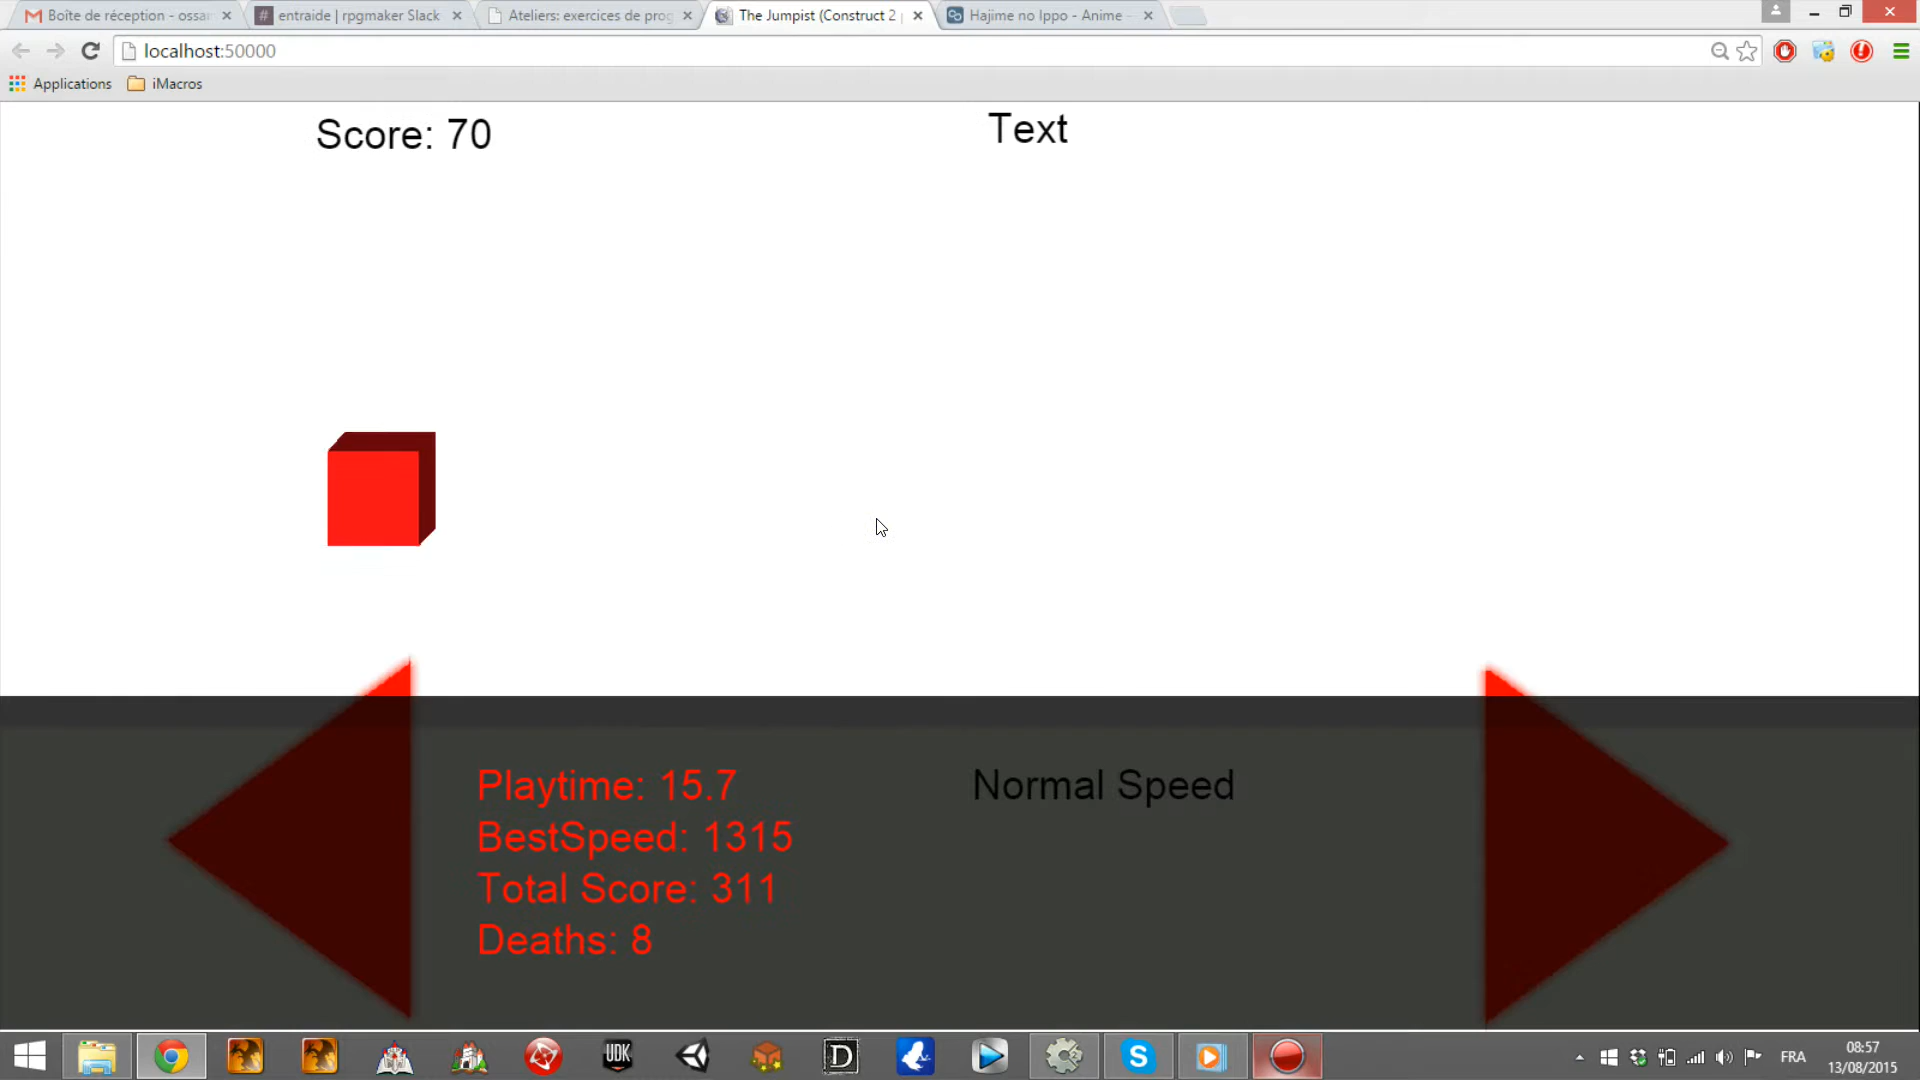 Boîte de réception - ossar
entraide | rpgmaker Slack
Ateliers: exercices de prog
The Jumpist (Construct 2 p
Hajime no Ippo - Anime -
localhost:50000
Applications
iMacros
Score: 70
Text
Playtime: 15.7
Normal Speed
BestSpeed: 1315
Total Score: 311
Deaths: 8
UDK
D
FRA
08:57
13/08/2015